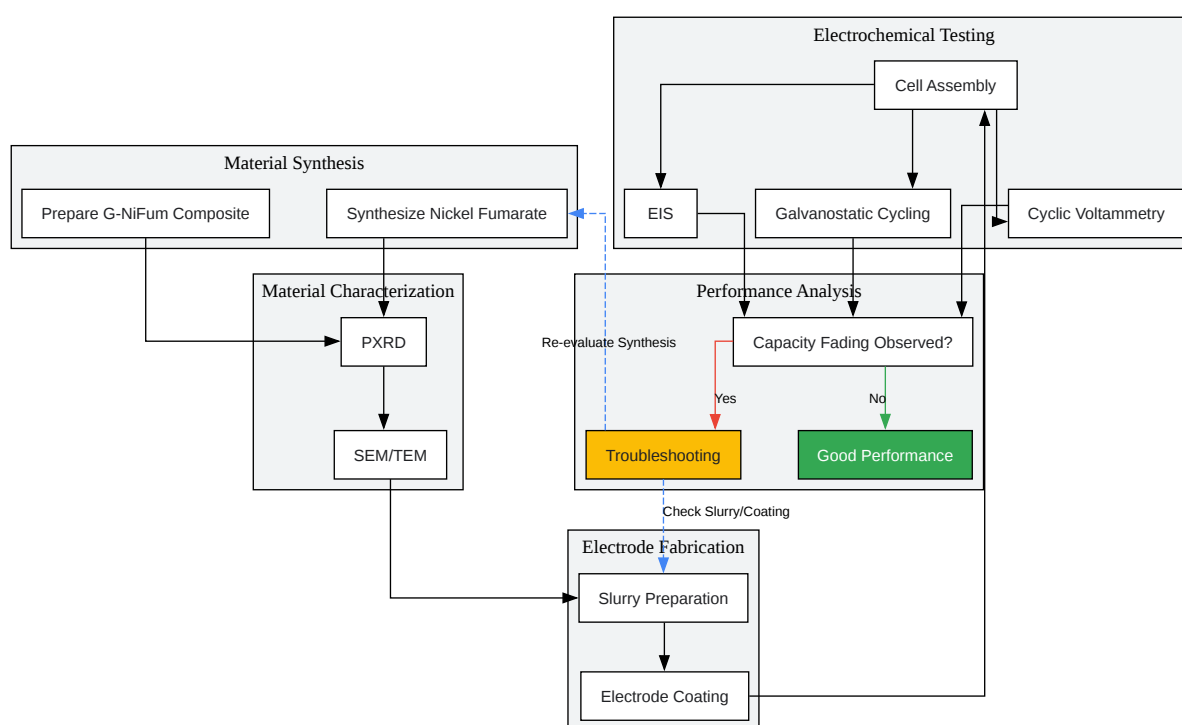 Electrochemical Testing
Cell Assembly
Material Synthesis
Prepare G-NiFum Composite
Synthesize Nickel Fumarate
EIS
Galvanostatic Cycling
Cyclic Voltammetry
Material Characterization
Performance Analysis
PXRD
Re-evaluate Synthesis
Capacity Fading Observed?
Yes
No
SEM/TEM
Troubleshooting
Good Performance
Check Slurry/Coating
Electrode Fabrication
Slurry Preparation
Electrode Coating